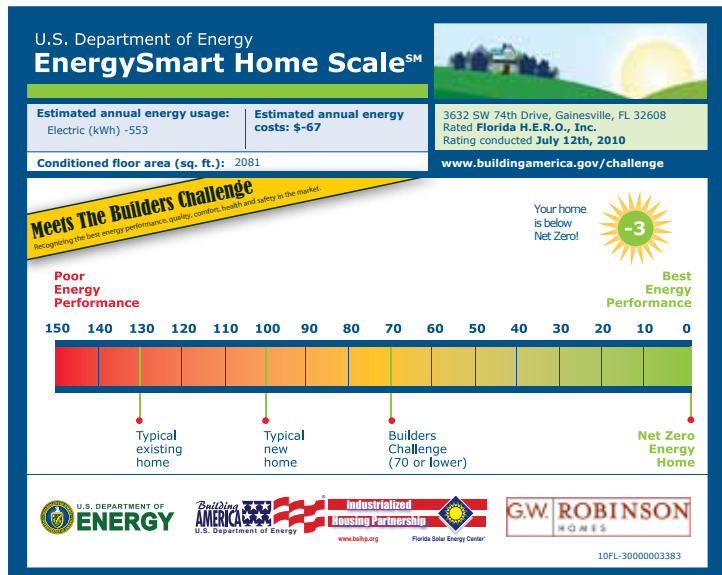 U.S. Department of Energy
EnergySmart Home Scale℠
Estimated annual energy usage:
Electric (kWh) -553
Estimated annual energy
costs: $-67
3632 SW 74th Drive, Gainesville, FL 32608
Rated Florida H.E.R.O., Inc.
Rating conducted July 12th, 2010
Conditioned floor area (sq. ft.): 2081
www.buildingamerica.gov/challenge
Meets The Builders Challenge
Recognizing the best energy performance, quality, comfort, health and safety in the market.
Your home
is below
Net Zero!
-3
Poor
Energy
Performance
Best
Energy
Performance
150 140 130 120 110 100 90 80 70 60 50 40 30 20 10 0
Typical
existing
home
Typical
new
home
Builders
Challenge
(70 or lower)
Net Zero
Energy
Home
U.S. DEPARTMENT OF
ENERGY
Building
AMERICA
U.S. Department of Energy
®
Industrialized
Housing Partnership
www.baihp.org
Florida Solar Energy Center®
G.W. ROBINSON
HOMES
10FL-30000003383